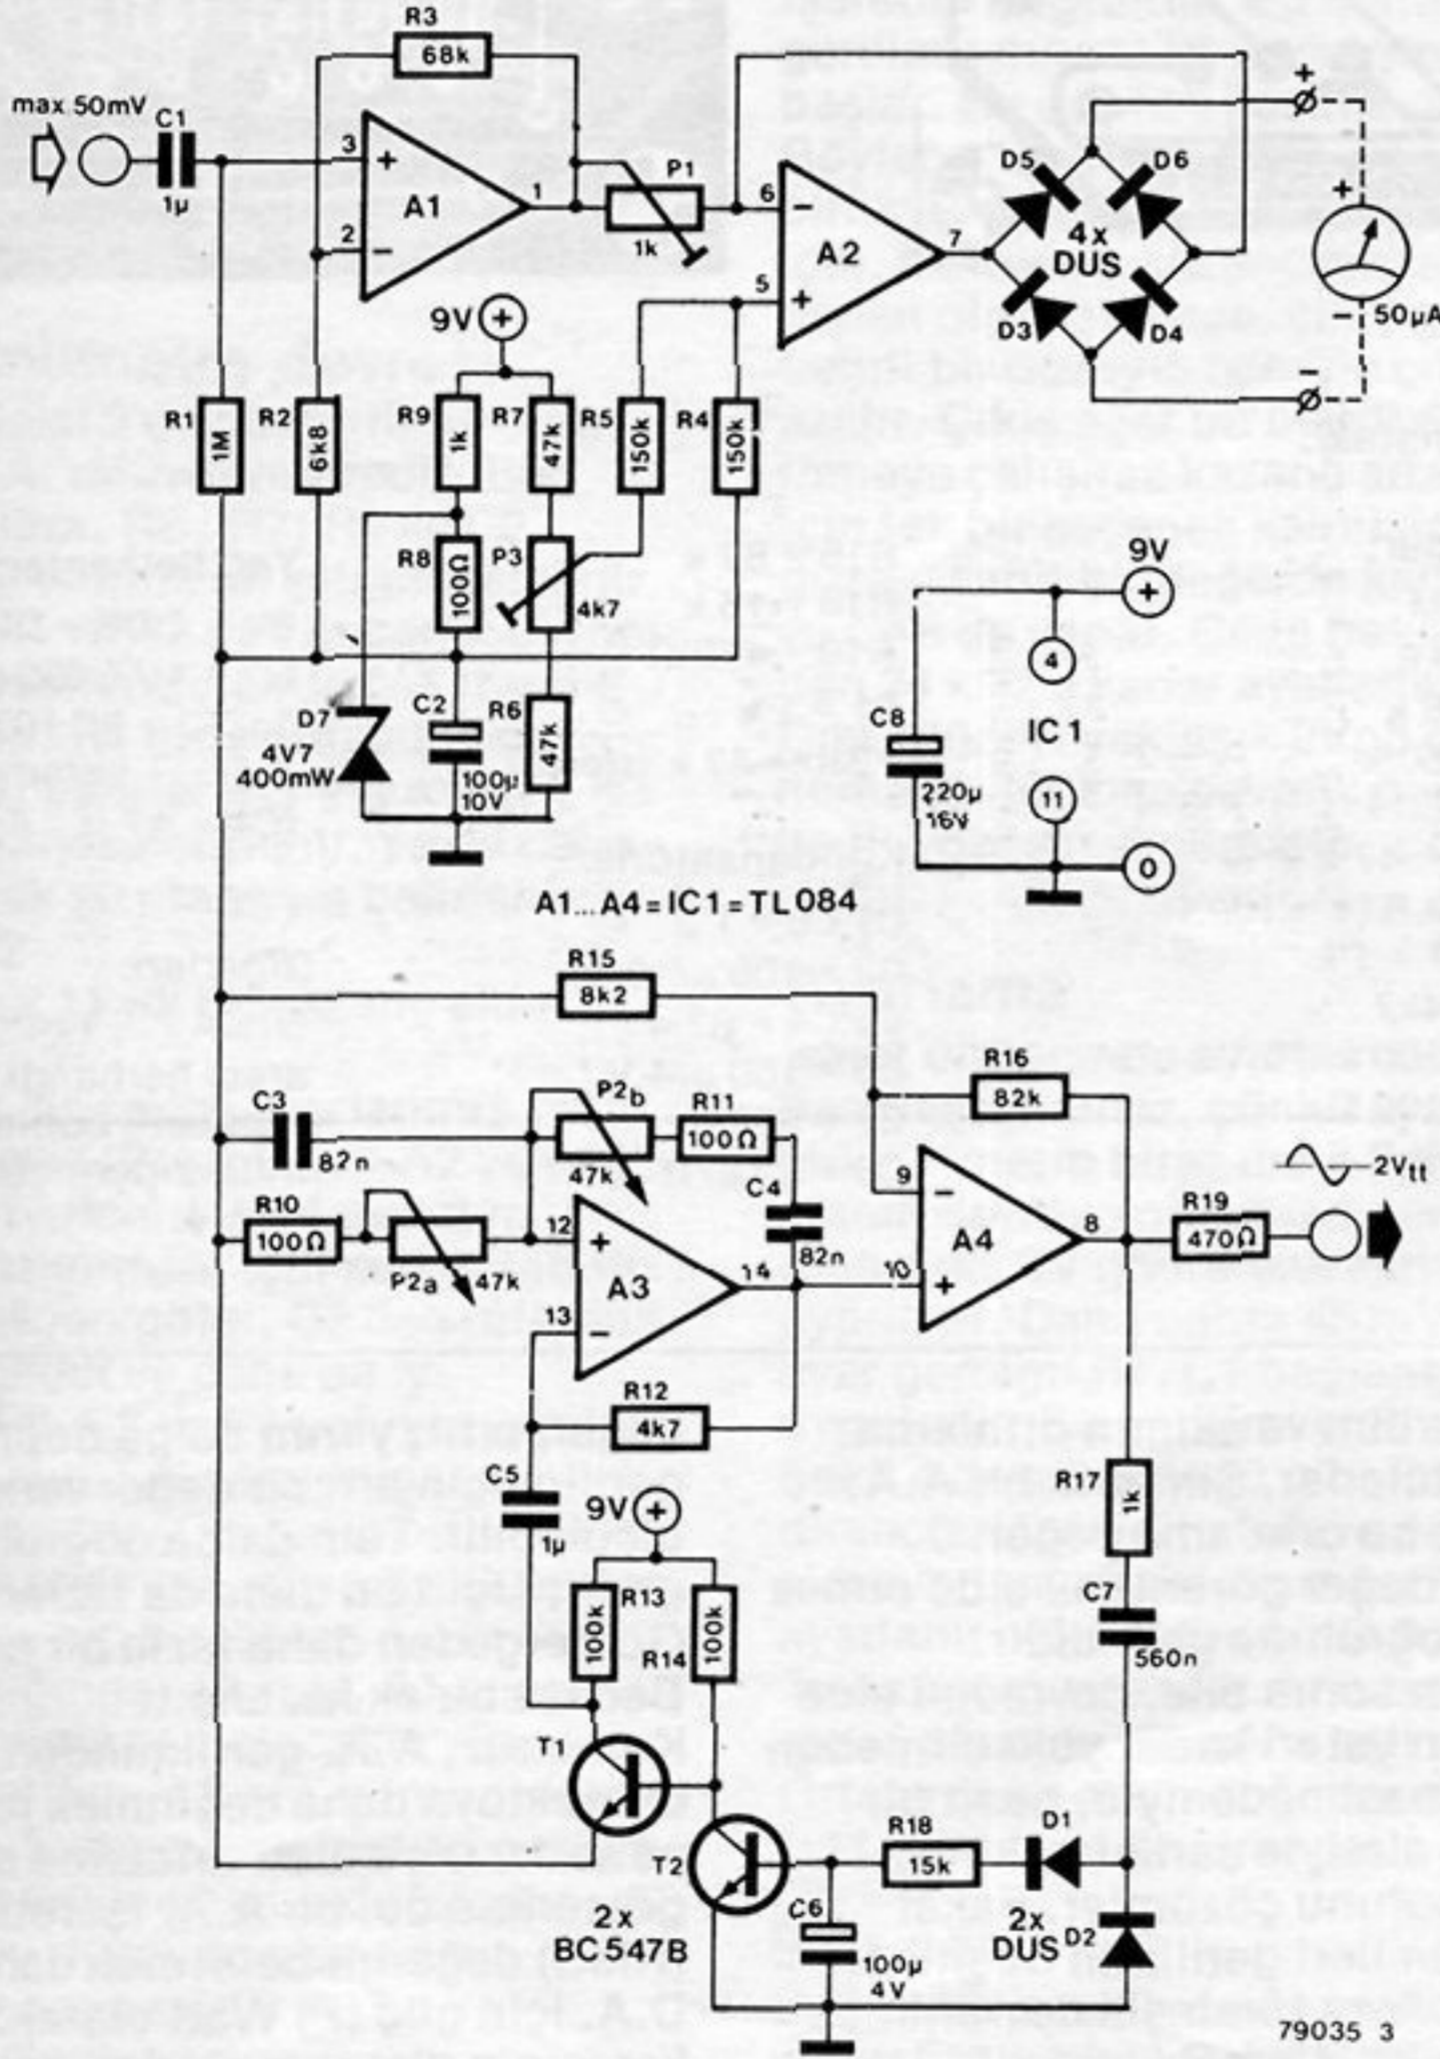 R3
68k
max 50mV
C1
1µ
3
+
2
−
A1
1
P1
1k
6
−
5
+
A2
7
D5
D6
4x
DUS
D3
D4
+
+
−
50µA
−
9V
+
R1
1M
R2
6k8
R9
1k
R7
47k
R5
150k
R4
150k
R8
100Ω
P3
4k7
D7
4V7
400mW
C2
100µ
10V
R6
47k
9V
+
4
C8
IC1
220µ
16V
11
0
A1...A4=IC1=TL084
R15
8k2
R16
82k
C3
82n
P2b
47k
R11
100Ω
C4
82n
R10
100Ω
P2a
47k
12
+
13
−
A3
14
9
−
10
+
A4
8
R19
470Ω
2Vtt
R12
4k7
C5
1µ
9V
+
R13
100k
R14
100k
R17
1k
C7
560n
T1
T2
R18
15k
D1
C6
100µ
4V
2x
DUS
D2
2x
BC547B
79035 3